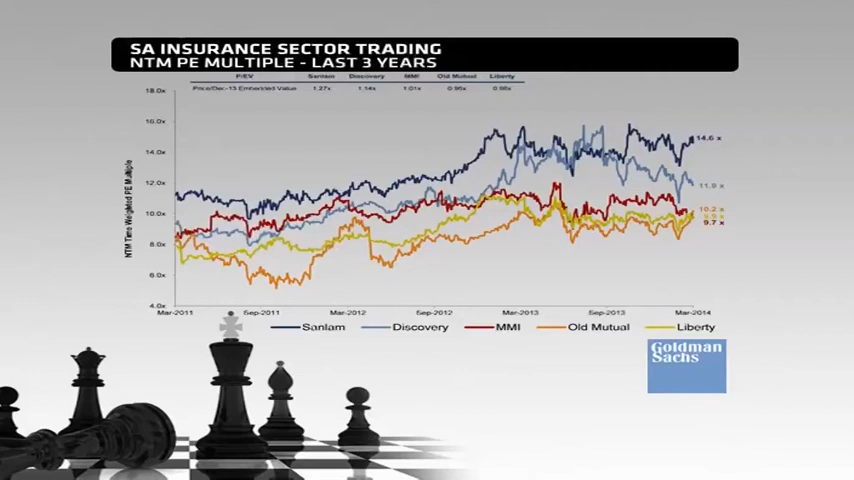 SA INSURANCE SECTOR TRADING
NTM PE MULTIPLE - LAST 3 YEARS
P/EV Sanlam Discovery MMI Old Mutual Liberty
Price/Dec-13 Embedded Value 1.27x 1.14x 1.01x
18.0x
16.0x
14.0x
12.0x
10.0x
8.0x
6.0x
4.0x
NTM Time Weighted PE Multiple
14.6 x
11.9 x
10.2 x
9.9 x
9.7 x
Mar-2011 Sep-2011 Mar-2012 Sep-2012 Mar-2013 Sep-2013 Mar-2014
Sanlam Discovery MMI Old Mutual Liberty
Goldman
Sachs